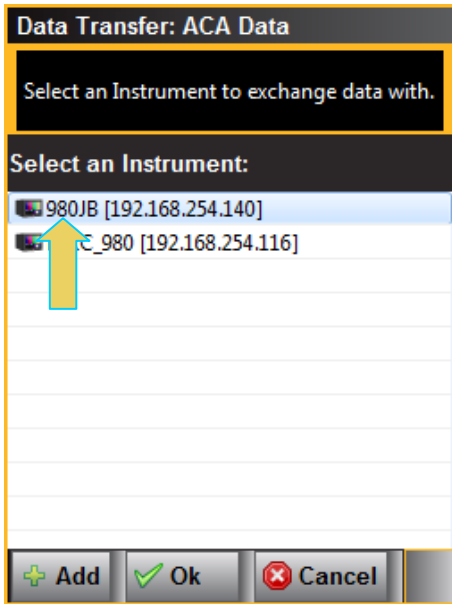 Data Transfer: ACA Data
Select an Instrument to exchange data with.
Select an Instrument:
980JB [192.168.254.140]
C_980 [192.168.254.116]
Add Ok Cancel